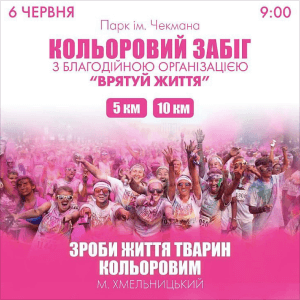 6 ЧЕРВНЯ 9:00
Парк ім. Чекмана
КОЛЬОРОВИЙ ЗАБІГ
З БЛАГОДІЙНОЮ ОРГАНІЗАЦІЄЮ
“ВРЯТУЙ ЖИТТЯ”
5 км 10 км
ЗРОБИ ЖИТТЯ ТВАРИН
КОЛЬОРОВИМ
М. ХМЕЛЬНИЦЬКИЙ